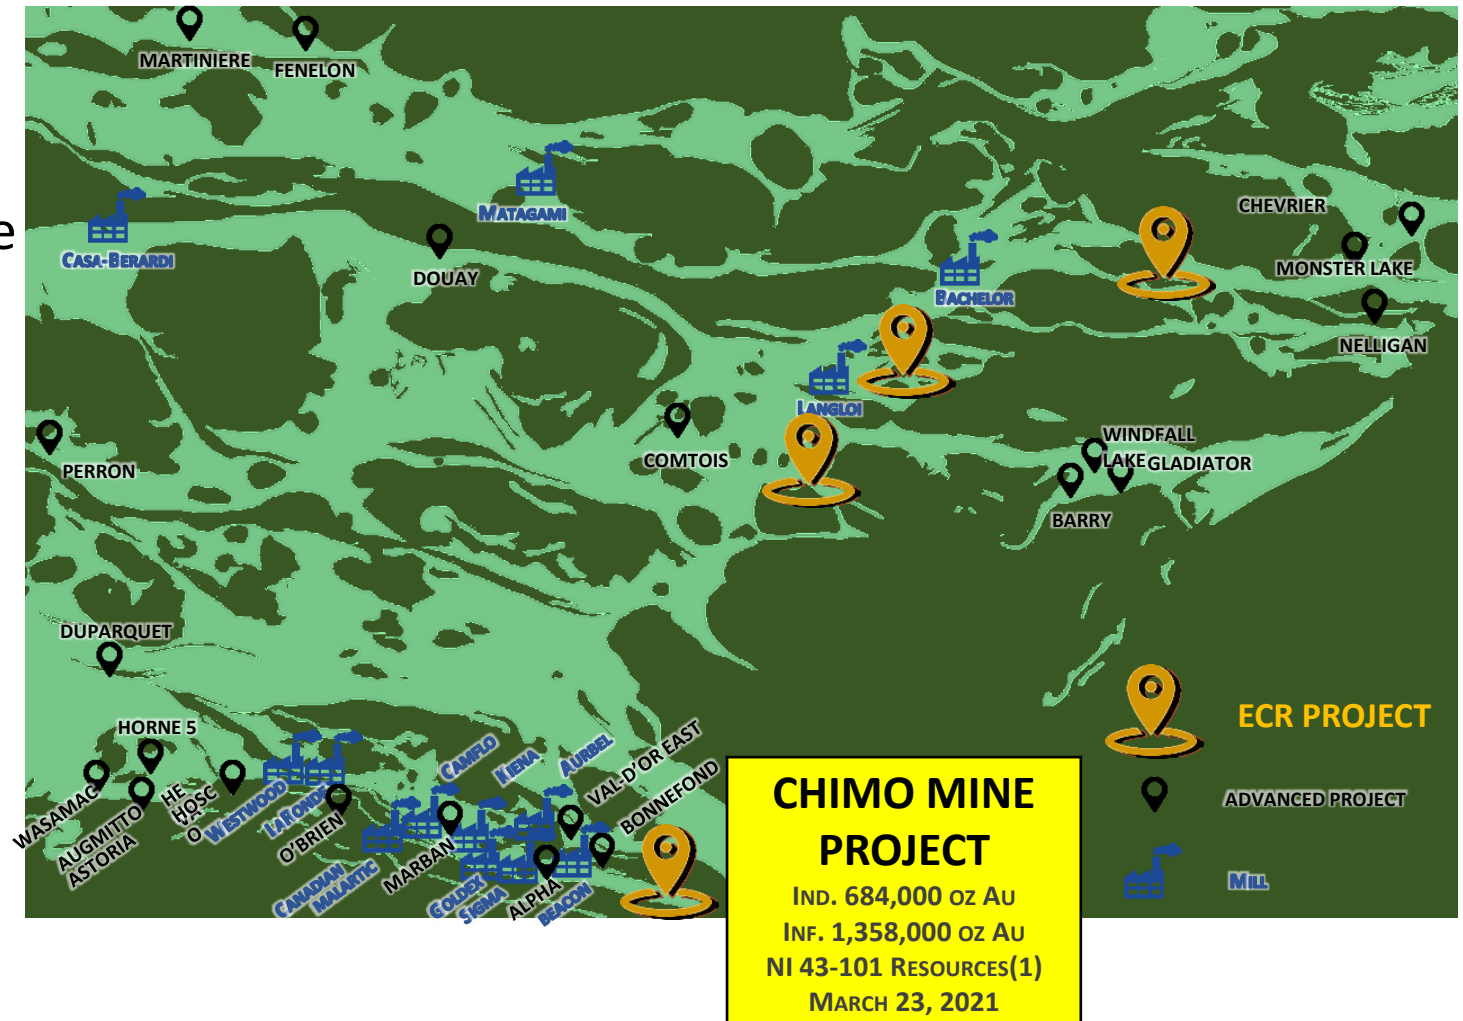 MARTINIERE
FENELON
MATAGAMI
CASA-BERARDI
e
DOUAY
CHEVRIER
MONSTER LAKE
BACHELOR
NELLIGAN
LANGLOI
PERRON
COMTOIS
WINDFALL
LAKE
GLADIATOR
BARRY
DUPARQUET
ECR PROJECT
HORNE 5
ADVANCED PROJECT
MILL
WASAMAC
AUGMITTO
ASTORIA
HE
VOSC
O
WESTWOOD
LARONDE
O'BRIEN
CANADIAN
MALARTIC
CAMFLO
MARBAN
KIENA
GOLDEX
SIGMA
AURBEL
ALPHA
BEACON
VAL-D'OR EAST
BONNEFOND
CHIMO MINE
PROJECT
IND. 684,000 OZ AU
INF. 1,358,000 OZ AU
NI 43-101 RESOURCES(1)
MARCH 23, 2021